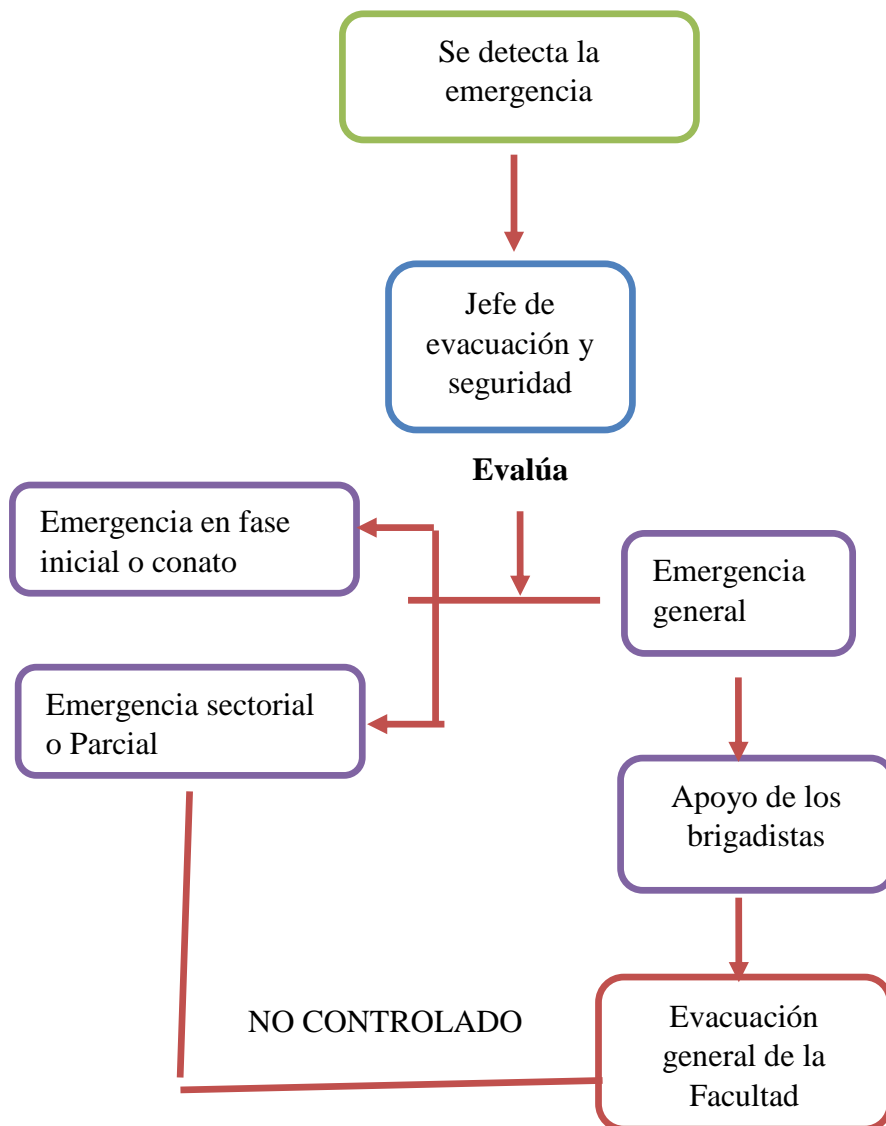 Se detecta la
emergencia
Jefe de
evacuación y
seguridad
Evalúa
Emergencia en fase
inicial o conato
Emergencia
general
Emergencia sectorial
o Parcial
Apoyo de los
brigadistas
NO CONTROLADO
Evacuación
general de la
Facultad